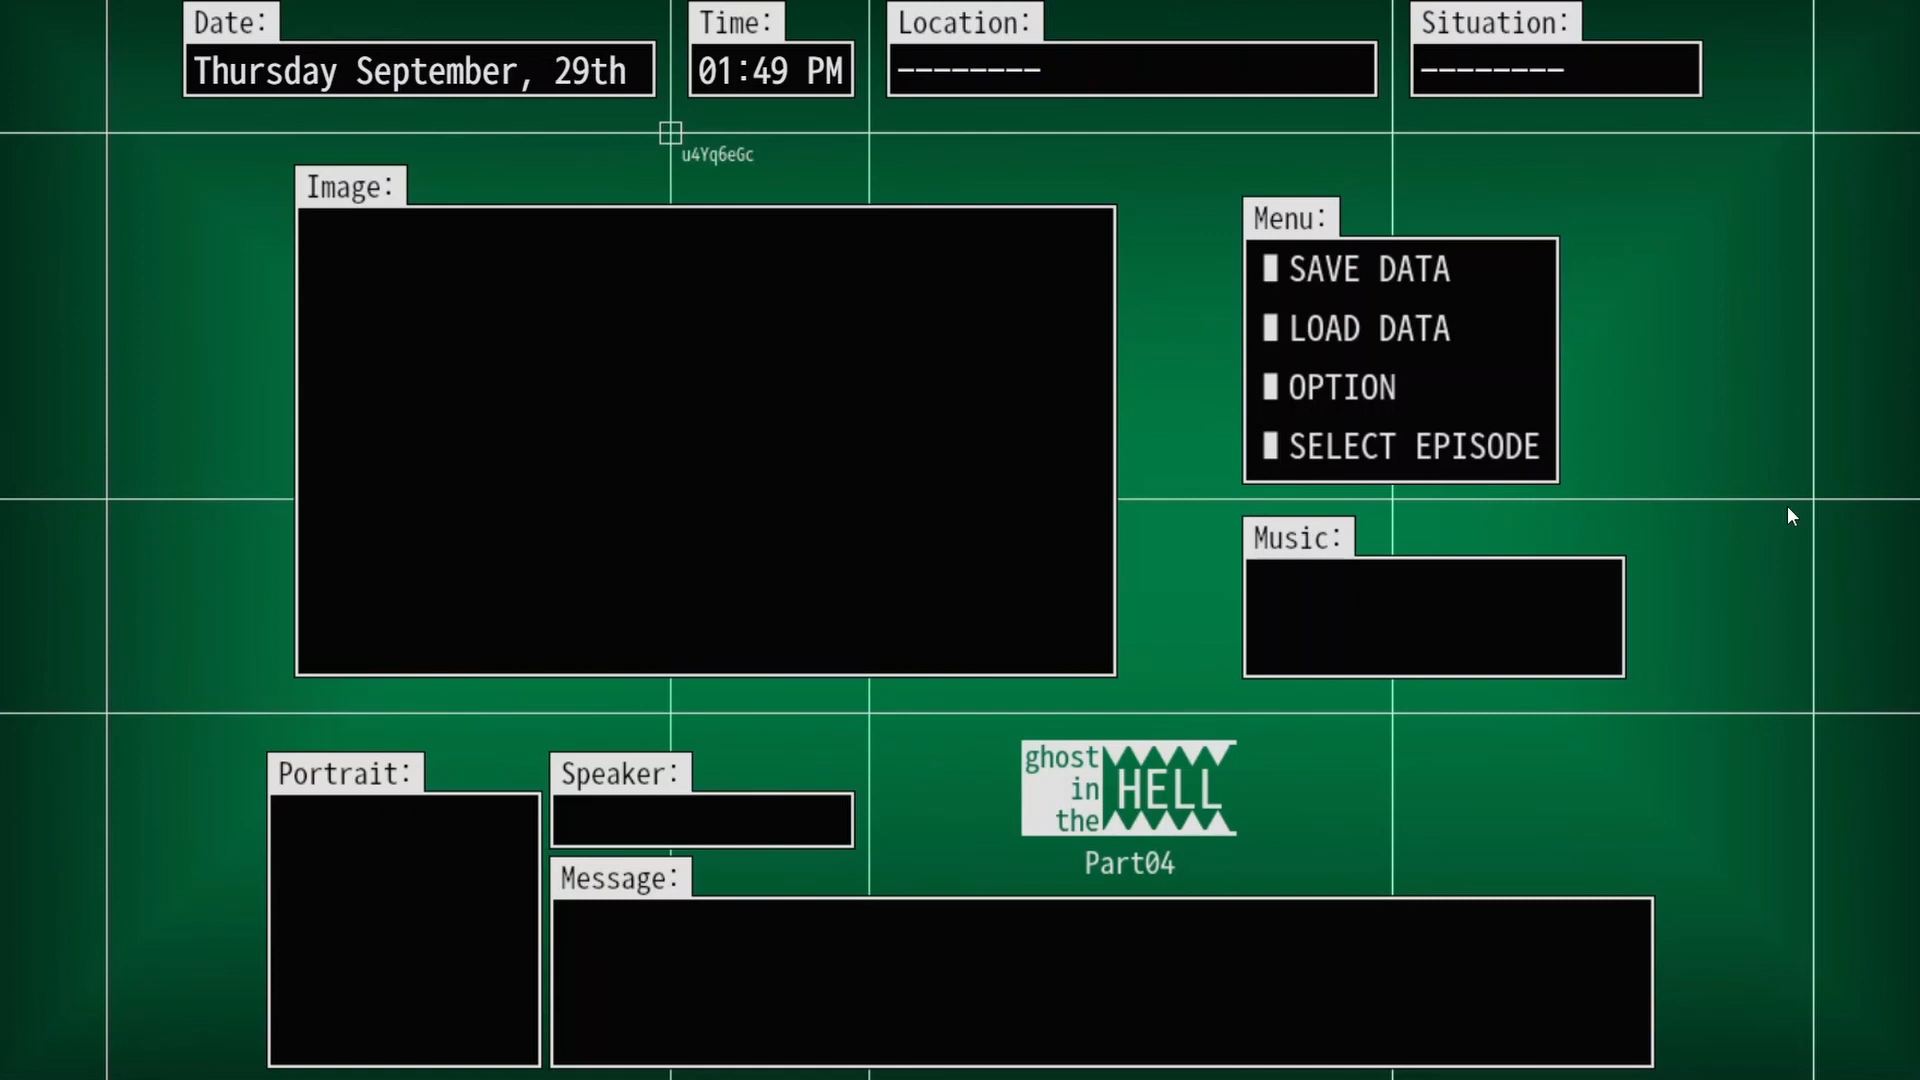 Date:
Thursday September, 29th
Time:
01:49 PM
Location:
————————
Situation:
————————
u4Yq6eGc
Image:
Menu:
SAVE DATA
LOAD DATA
OPTION
SELECT EPISODE
Music:
Portrait:
Speaker:
Message:
ghost
in
the
HELL
Part04